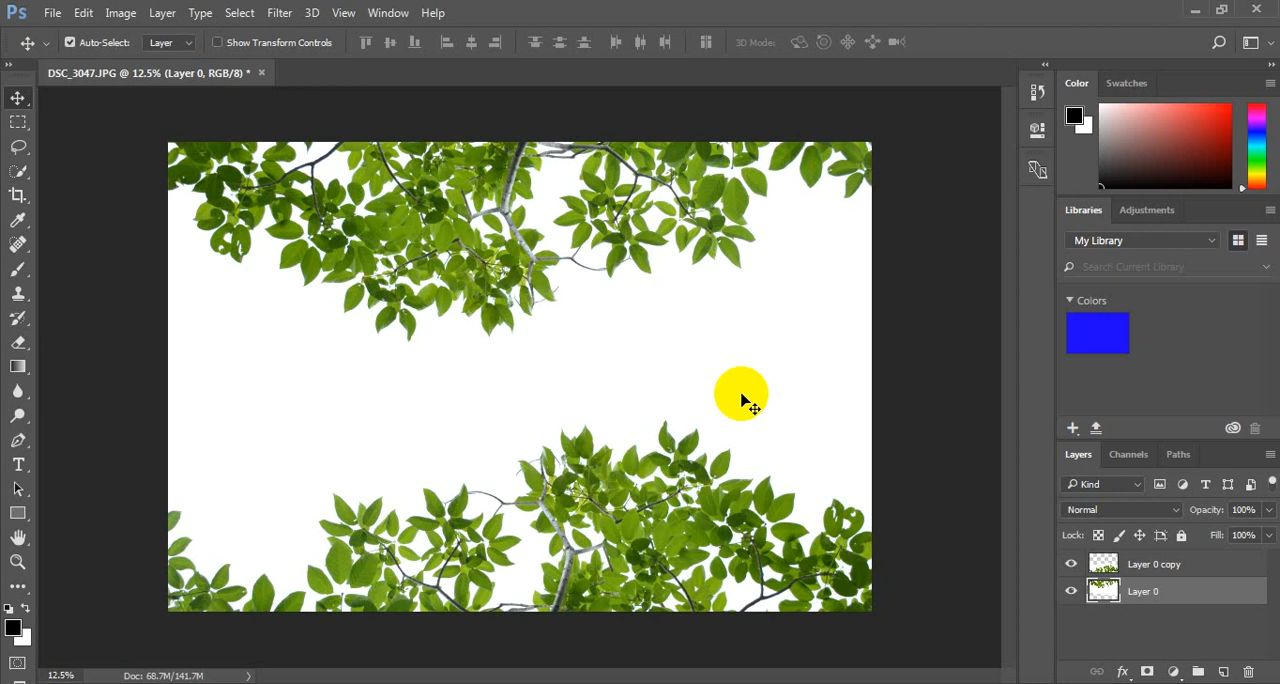 Ps File Edit Image Layer Type Select Filter 3D View Window Help
Auto-Select: Layer Show Transform Controls 3D Mode:
DSC_3047.JPG @ 12.5% (Layer 0, RGB/8) * ×
Color Swatches
Libraries Adjustments
My Library
Search Current Library
Colors
Layers Channels Paths
Kind
Normal Opacity: 100%
Lock: Fill: 100%
Layer 0 copy
Layer 0
12.5% Doc: 68.7M/141.7M